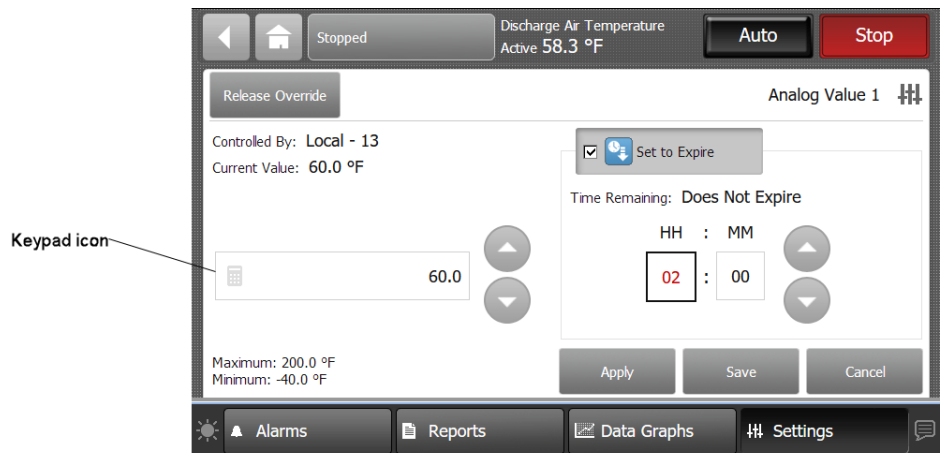 Stopped
Discharge Air Temperature
Active 58.3 °F
Auto
Stop
Release Override
Analog Value 1
Controlled By: Local - 13
Current Value: 60.0 °F
Set to Expire
Time Remaining: Does Not Expire
HH : MM
Keypad icon
60.0
02 : 00
Maximum: 200.0 °F
Minimum: -40.0 °F
Apply
Save
Cancel
Alarms
Reports
Data Graphs
Settings